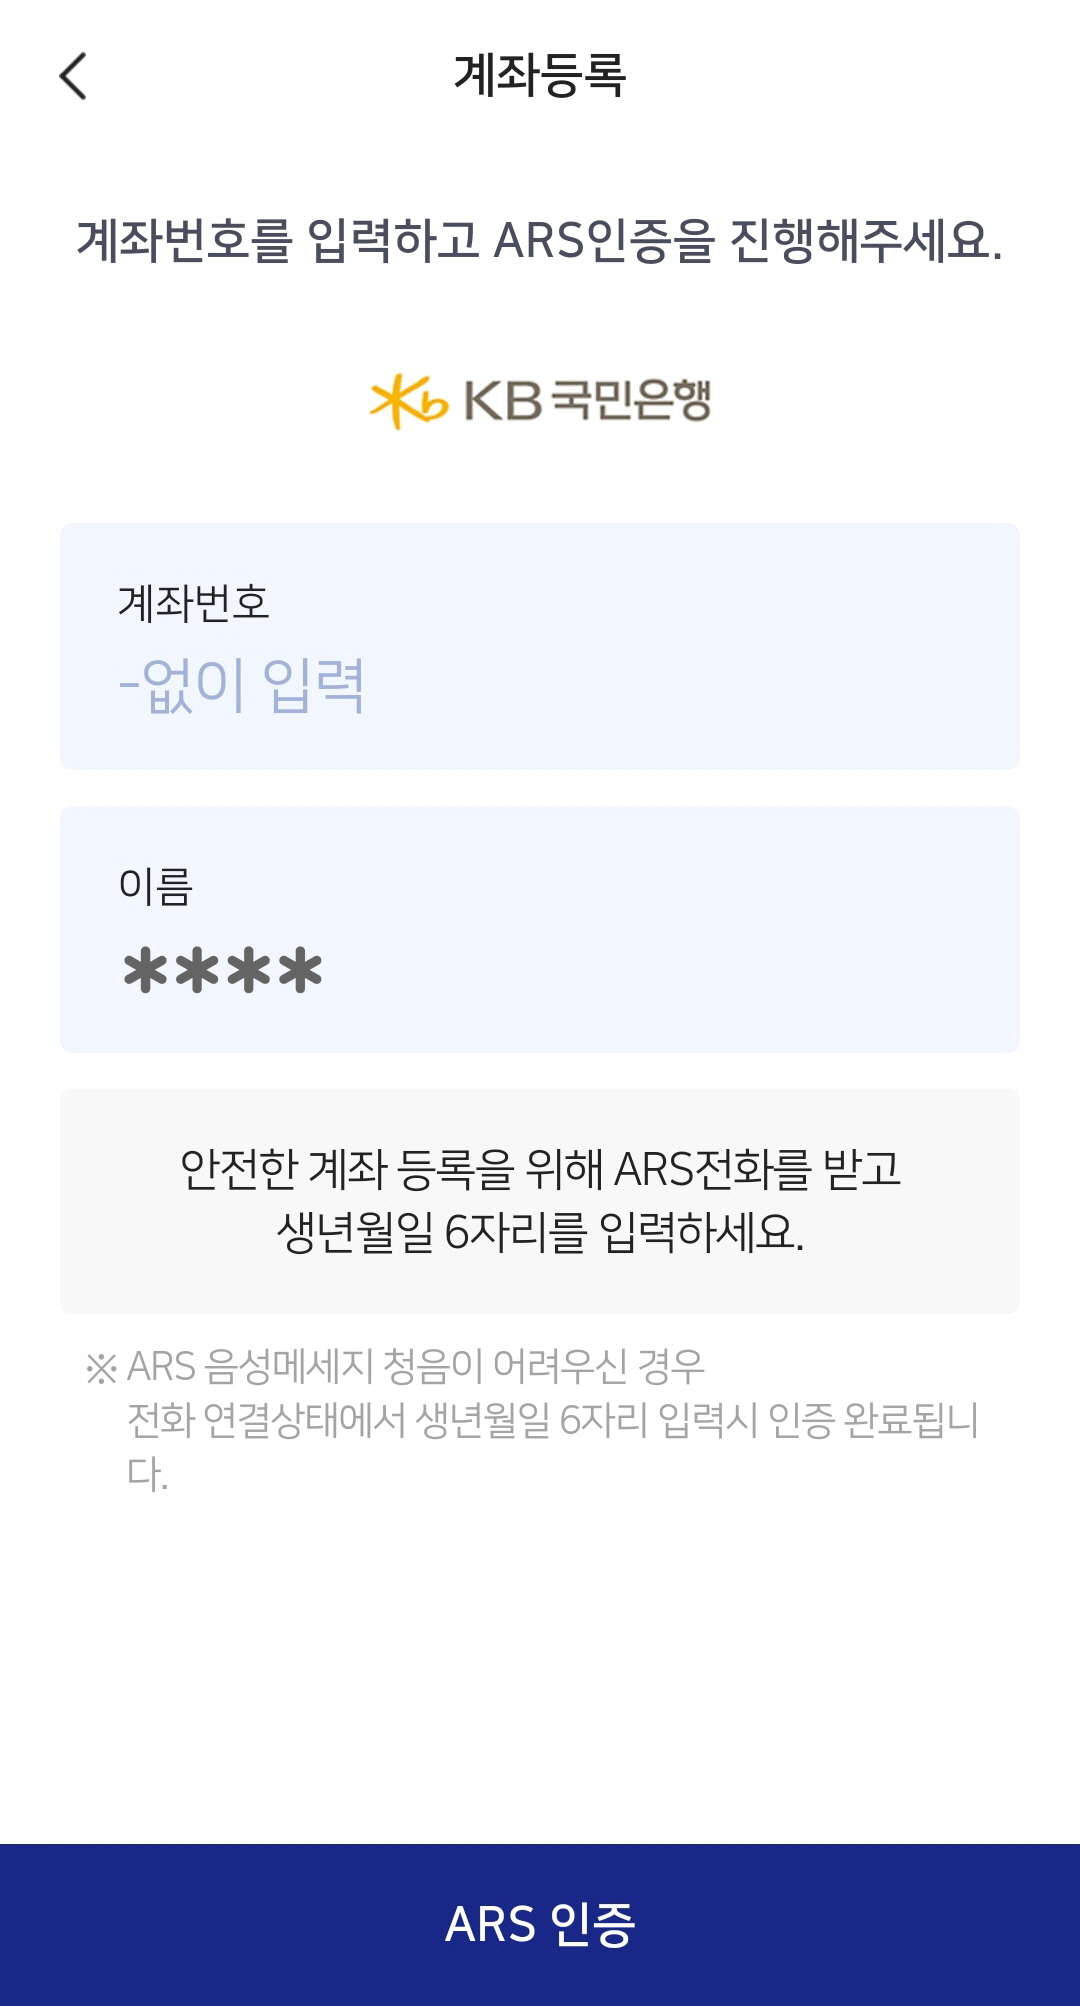 계좌등록
계좌번호를 입력하고 ARS인증을 진행해주세요.
KB국민은행
계좌번호
-없이 입력
이름
****
안전한 계좌 등록을 위해 ARS전화를 받고
생년월일 6자리를 입력하세요.
※ ARS 음성메세지 청음이 어려우신 경우
전화 연결상태에서 생년월일 6자리 입력시 인증 완료됩니
다.
ARS 인증